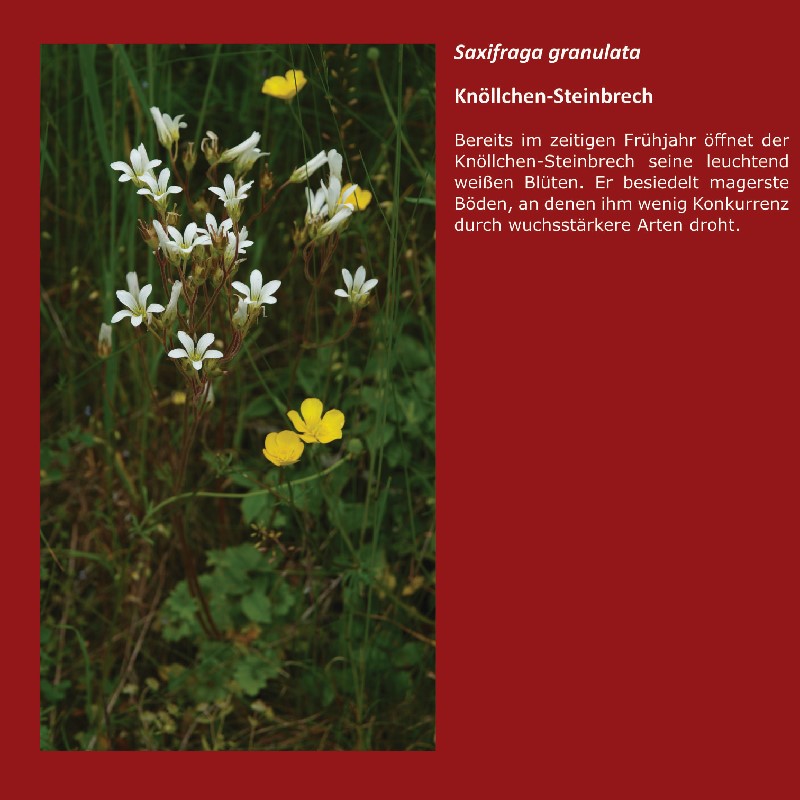 Saxifraga granulata
Knöllchen-Steinbrech
Bereits im zeitigen Frühjahr öffnet der
Knöllchen-Steinbrech seine leuchtend
weißen Blüten. Er besiedelt magerste
Böden, an denen ihm wenig Konkurrenz
durch wuchsstärkere Arten droht.
1